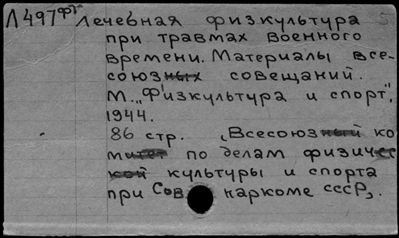 Л497фт Лечебная физкультура
при травмах военного
времени. Материалы все-
союзных совещаний.
М. "Физкультура и спорт",
1944.
86 стр. (Всесоюзный ко
митет по делам физичес
кой культуры и спорта
при Сов наркоме СССР).